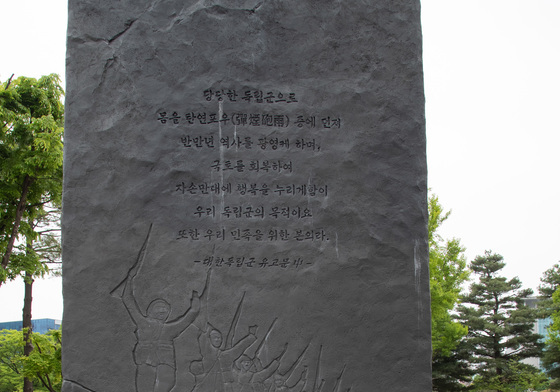 당당한 독립군으로
몸을 탄연포우(彈煙砲雨) 중에 던져
반만년 역사를 광영케 하며,
국토를 회복하여
자손만대에 행복을 누리게함이
우리 독립군의 목적이요
또한 우리 민족을 위한 본의라.
-대한독립군 유고문 中-